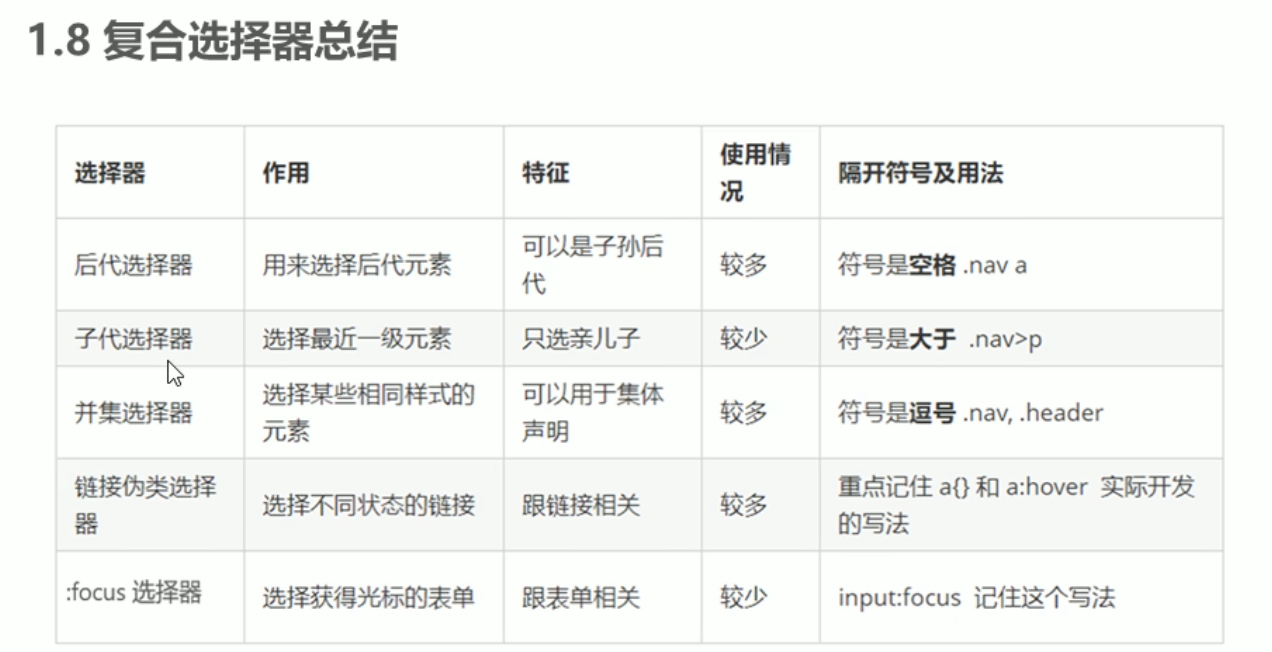 1.8 复合选择器总结
选择器
作用
特征
使用情
况
隔开符号及用法
后代选择器
用来选择后代元素
可以是子孙后
代
较多
符号是空格 .nav a
子代选择器
选择最近一级元素
只选亲儿子
较少
符号是大于 .nav>p
并集选择器
选择某些相同样式的
元素
可以用于集体
声明
较多
符号是逗号 .nav, .header
链接伪类选择
器
选择不同状态的链接
跟链接相关
较多
重点记住 a{} 和 a:hover 实际开发
的写法
:focus 选择器
选择获得光标的表单
跟表单相关
较少
input:focus 记住这个写法